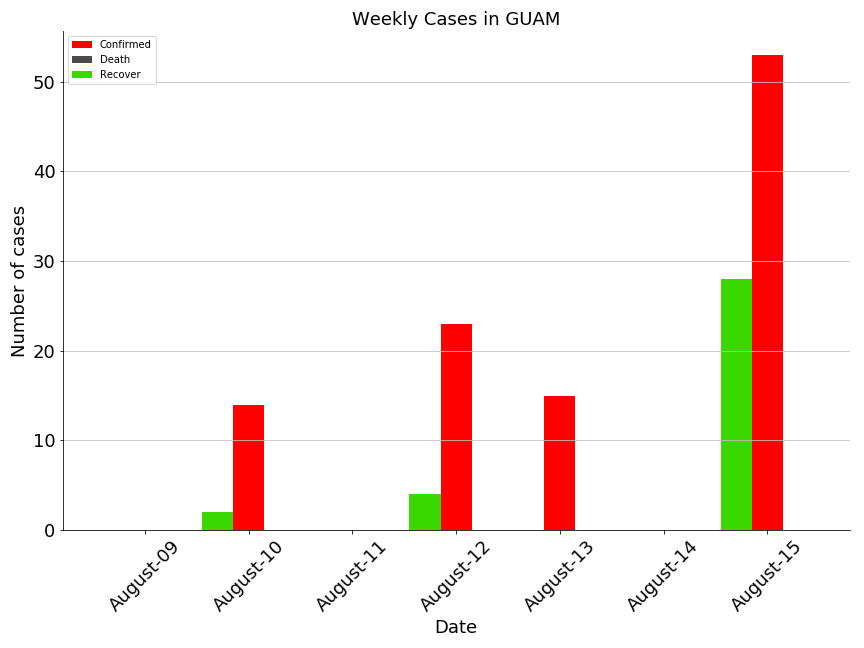 Weekly Cases in GUAM
Confirmed
Death
Recover
Number of cases
50
40
30
20
10
0
August-09
August-10
August-11
August-12
August-13
August-14
August-15
Date